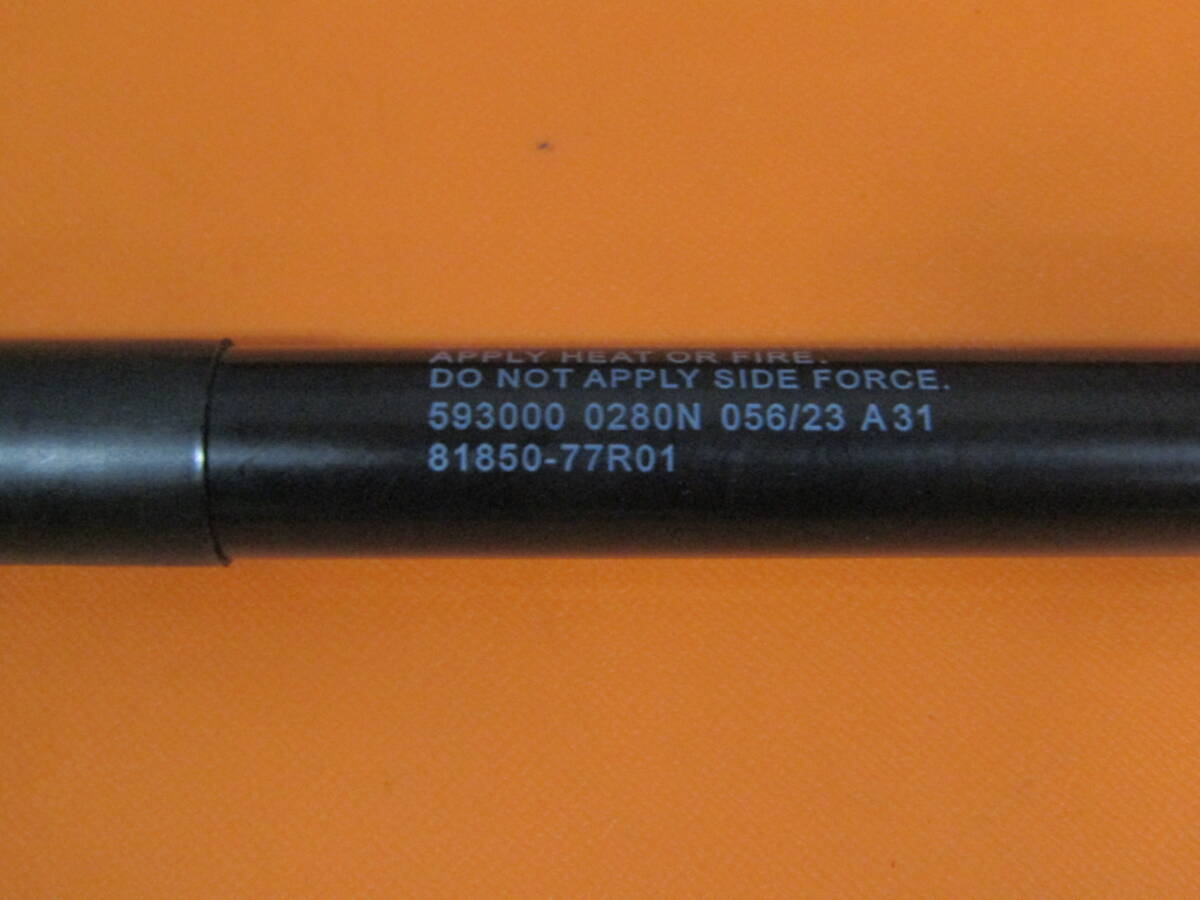 APPLY HEAT OR FIRE.
DO NOT APPLY SIDE FORCE.
593000 0280N 056/23 A31
81850-77R01